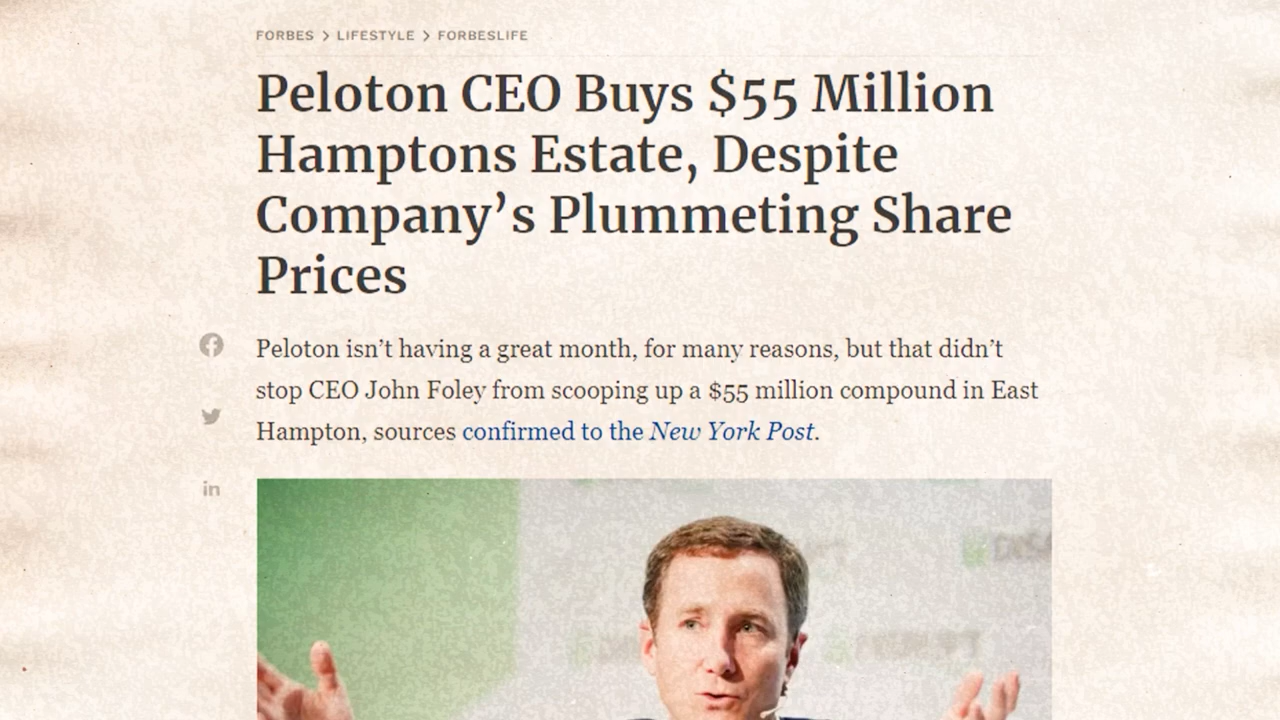 FORBES > LIFESTYLE > FORBESLIFE
Peloton CEO Buys $55 Million
Hamptons Estate, Despite
Company’s Plummeting Share
Prices
Peloton isn’t having a great month, for many reasons, but that didn’t
stop CEO John Foley from scooping up a $55 million compound in East
Hampton, sources confirmed to the New York Post.
in